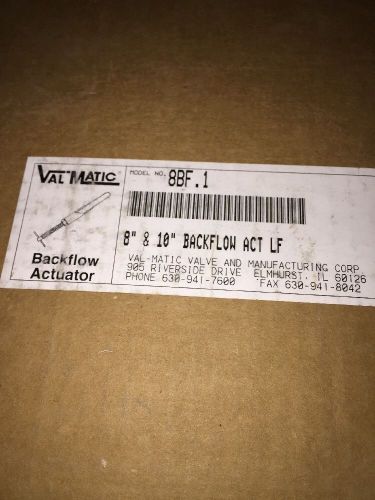 VAL MATIC®
MODEL NO. 8BF.1
8" & 10" BACKFLOW ACT LF
Backflow
Actuator
VAL-MATIC VALVE AND MANUFACTURING CORP
905 RIVERSIDE DRIVE ELMHURST, IL 60126
PHONE 630-941-7600 FAX 630-941-8042